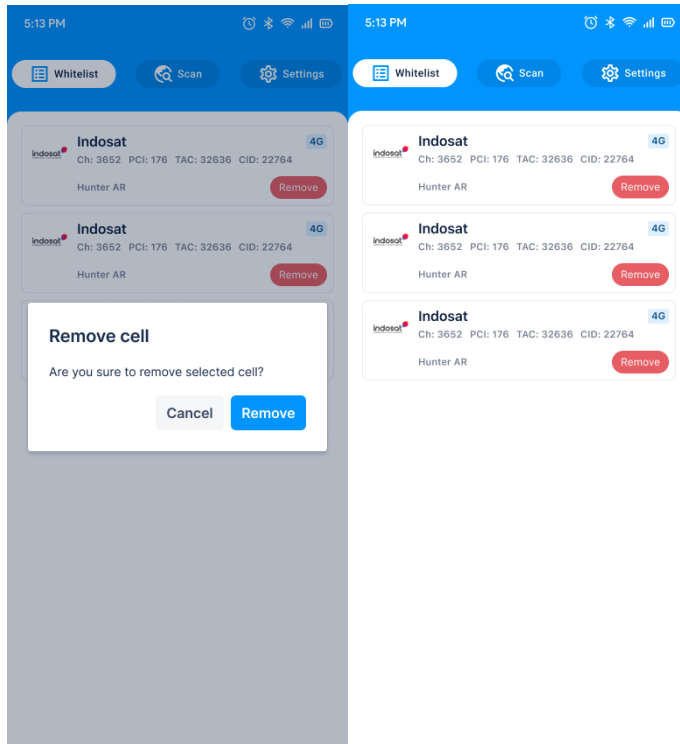 5:13 PM
Whitelist
Scan
Settings
indosat
Indosat
4G
Ch: 3652 PCI: 176 TAC: 32636 CID: 22764
Hunter AR
Remove
indosat
Indosat
4G
Ch: 3652 PCI: 176 TAC: 32636 CID: 22764
Hunter AR
Remove
Remove cell
Are you sure to remove selected cell?
Cancel
Remove
5:13 PM
Whitelist
Scan
Settings
indosat
Indosat
4G
Ch: 3652 PCI: 176 TAC: 32636 CID: 22764
Hunter AR
Remove
indosat
Indosat
4G
Ch: 3652 PCI: 176 TAC: 32636 CID: 22764
Hunter AR
Remove
indosat
Indosat
4G
Ch: 3652 PCI: 176 TAC: 32636 CID: 22764
Hunter AR
Remove